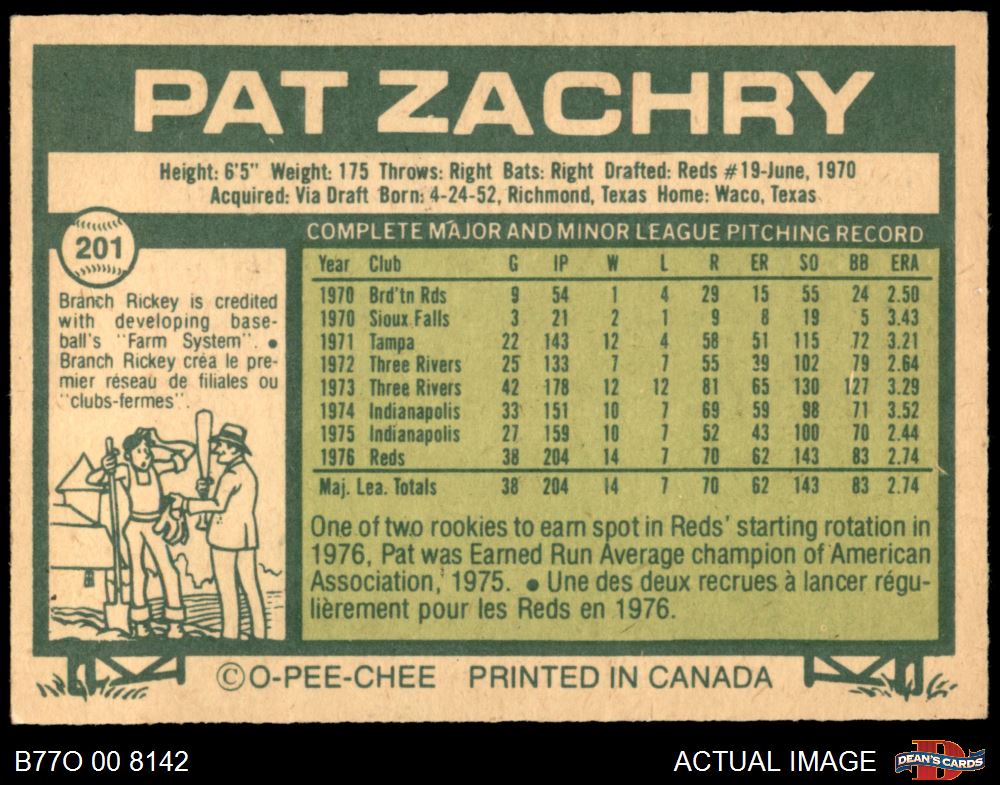 PAT ZACHRY
Height: 6'5" Weight: 175 Throws: Right Bats: Right Drafted: Reds #19-June, 1970
Acquired: Via Draft Born: 4-24-52, Richmond, Texas Home: Waco, Texas
201
Branch Rickey is credited
with developing base-
ball's "Farm System". ●
Branch Rickey créa le pre-
mier réseau de filiales ou
"clubs-fermes".
COMPLETE MAJOR AND MINOR LEAGUE PITCHING RECORD
Year Club G IP W L R ER SO BB ERA
1970 Brd'tn Rds 9 54 1 4 29 15 55 24 2.50
1970 Sioux Falls 3 21 2 1 9 8 19 5 3.43
1971 Tampa 22 143 12 4 58 51 115 72 3.21
1972 Three Rivers 25 133 7 7 55 39 102 79 2.64
1973 Three Rivers 42 178 12 12 81 65 130 127 3.29
1974 Indianapolis 33 151 10 7 69 59 98 71 3.52
1975 Indianapolis 27 159 10 7 52 43 100 70 2.44
1976 Reds 38 204 14 7 70 62 143 83 2.74
Maj. Lea. Totals 38 204 14 7 70 62 143 83 2.74
One of two rookies to earn spot in Reds' starting rotation in
1976, Pat was Earned Run Average champion of American
Association, 1975. ● Une des deux recrues à lancer régu-
lièrement pour les Reds en 1976.
©O-PEE-CHEE PRINTED IN CANADA
B77O 00 8142
ACTUAL IMAGE
DEAN'S CARDS